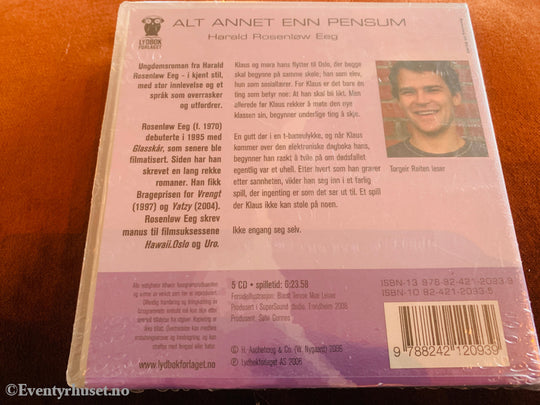 ALT ANNET ENN PENSUM
Harald Rosenløw Eeg
LYDBOK
FORLAGET
Ungdomsroman fra Harald
Rosenløw Eeg - i kjent stil,
med stor innlevelse og et
språk som overrasker
og utfordrer.
Rosenløw Eeg (f. 1970)
debuterte i 1995 med
Glasskår, som senere ble
filmatisert. Siden har han
skrevet en lang rekke
romaner. Han fikk
Brageprisen for Vrengt
(1997) og Yatzy (2004).
Rosenløw Eeg skrev
manus til filmsuksessene
Hawaii,Oslo og Uro.
Klaus og mora hans flytter til Oslo, der begge
skal begynne på samme skole; han som elev,
hun som sosiallærer. For Klaus er det bare én
ting som betyr noe: At han skal bli likt. Men
allerede før Klaus rekker å møte den nye
klassen sin, begynner underlige ting å skje.
En gutt dør i en t-baneulykke, og når Klaus
kommer over den elektroniske dagboka hans,
begynner han raskt å tvile på om dødsfallet
egentlig var et uhell. Etter hvert som han graver
etter sannheten, vikler han seg inn i et farlig
spill, der ingenting er som det ser ut til. Et spill
der Klaus ikke kan stole på noen.
Ikke engang seg selv.
Torgeir Reiten leser
5 CD • spilletid: 6:23.58
Produsert i SuperSound studio, Trondheim 2006
Produsent: Safir Conmes
© H. Aschehoug & Co. (W. Nygaard) 2006
℗ Lydbokforlaget AS 2006
www.lydbokforlaget.no
ISBN-13 978-82-421-2093-9
ISBN-10 82-421-2093-5
9 788242 120939
©Eventyrhuset.no